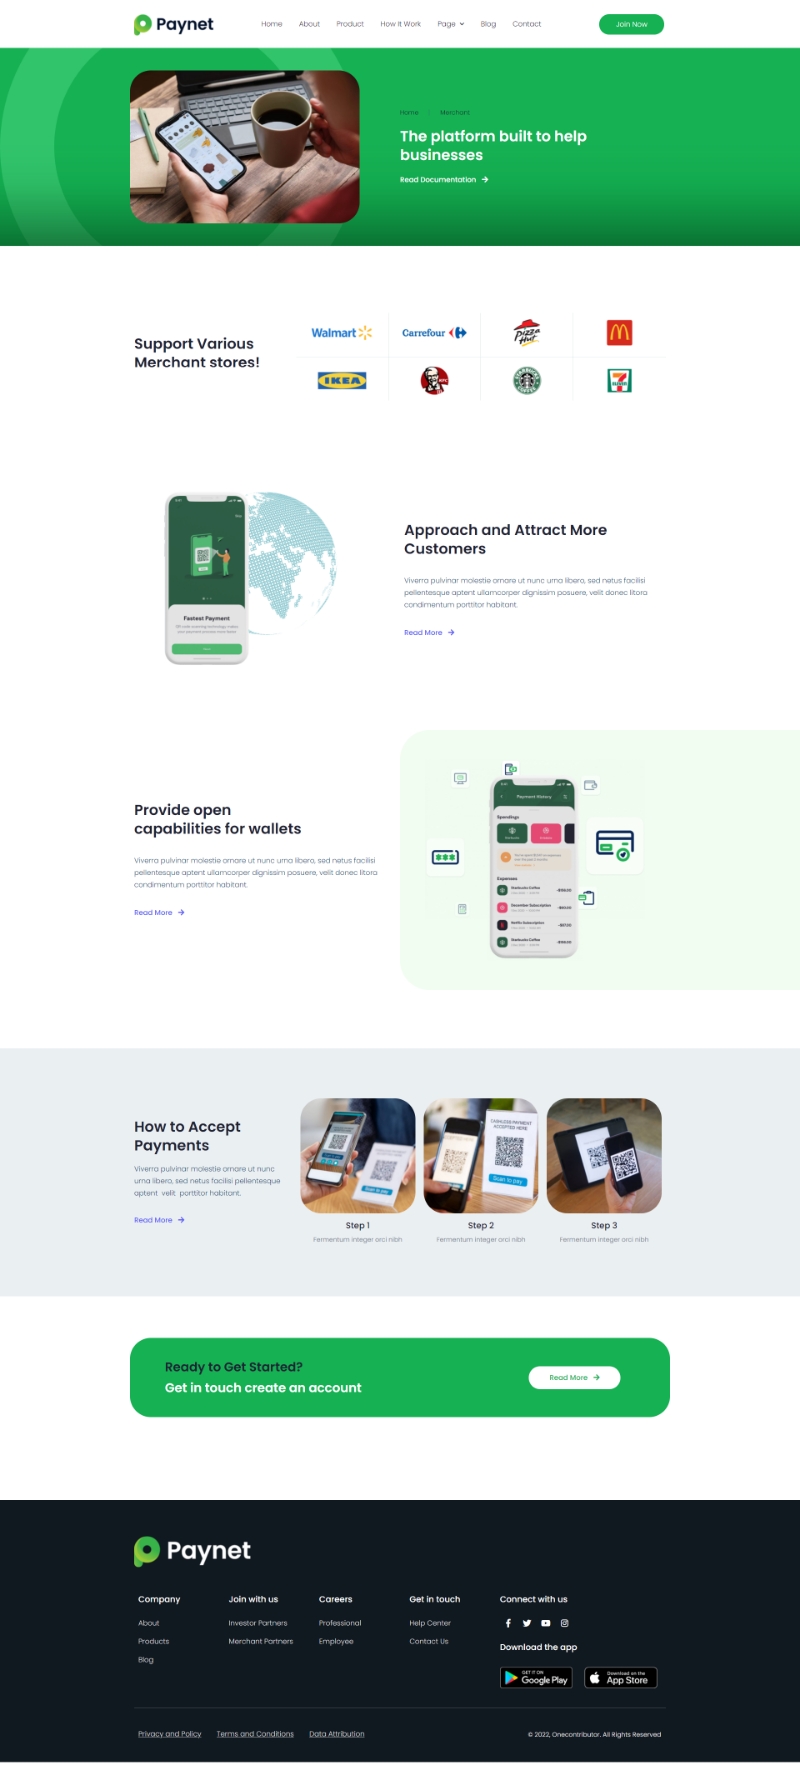 Paynet
Home
About
Product
How It Work
Page
Blog
Contact
Join Now
Home
Merchant
The platform built to help
businesses
Read Documentation
Support Various
Merchant stores!
Walmart
Carrefour
Pizza
Hut
IKEA
KFC
Fastest Payment
Approach and Attract More
Customers
Viverra pulvinar molestie ornare ut nunc urna libero, sed netus facilisi
pellentesque aptent ullamcorper dignissim posuere, velit donec litora
condimentum porttitor habitant.
Read More
Provide open
capabilities for wallets
Viverra pulvinar molestie ornare ut nunc urna libero, sed netus facilisi
pellentesque aptent ullamcorper dignissim posuere, velit donec litora
condimentum porttitor habitant.
Read More
Payment History
Spendings
Expenses
Starbucks Coffee
December Subscription
Netflix Subscription
Starbucks Coffee
How to Accept
Payments
Viverra pulvinar molestie ornare ut nunc
urna libero, sed netus facilisi pellentesque
aptent velit porttitor habitant.
Read More
Scan to pay
CASHLESS PAYMENT
ACCEPTED HERE
Scan to pay
Step 1
Step 2
Step 3
Fermentum integer orci nibh
Fermentum integer orci nibh
Fermentum integer orci nibh
Ready to Get Started?
Get in touch create an account
Read More
Paynet
Company
About
Products
Blog
Join with us
Investor Partners
Merchant Partners
Careers
Professional
Employee
Get in touch
Help Center
Contact Us
Connect with us
Download the app
GET IT ON
Google Play
Download on the
App Store
Privacy and Policy
Terms and Conditions
Data Attribution
© 2022, Onecontributor. All Rights Reserved